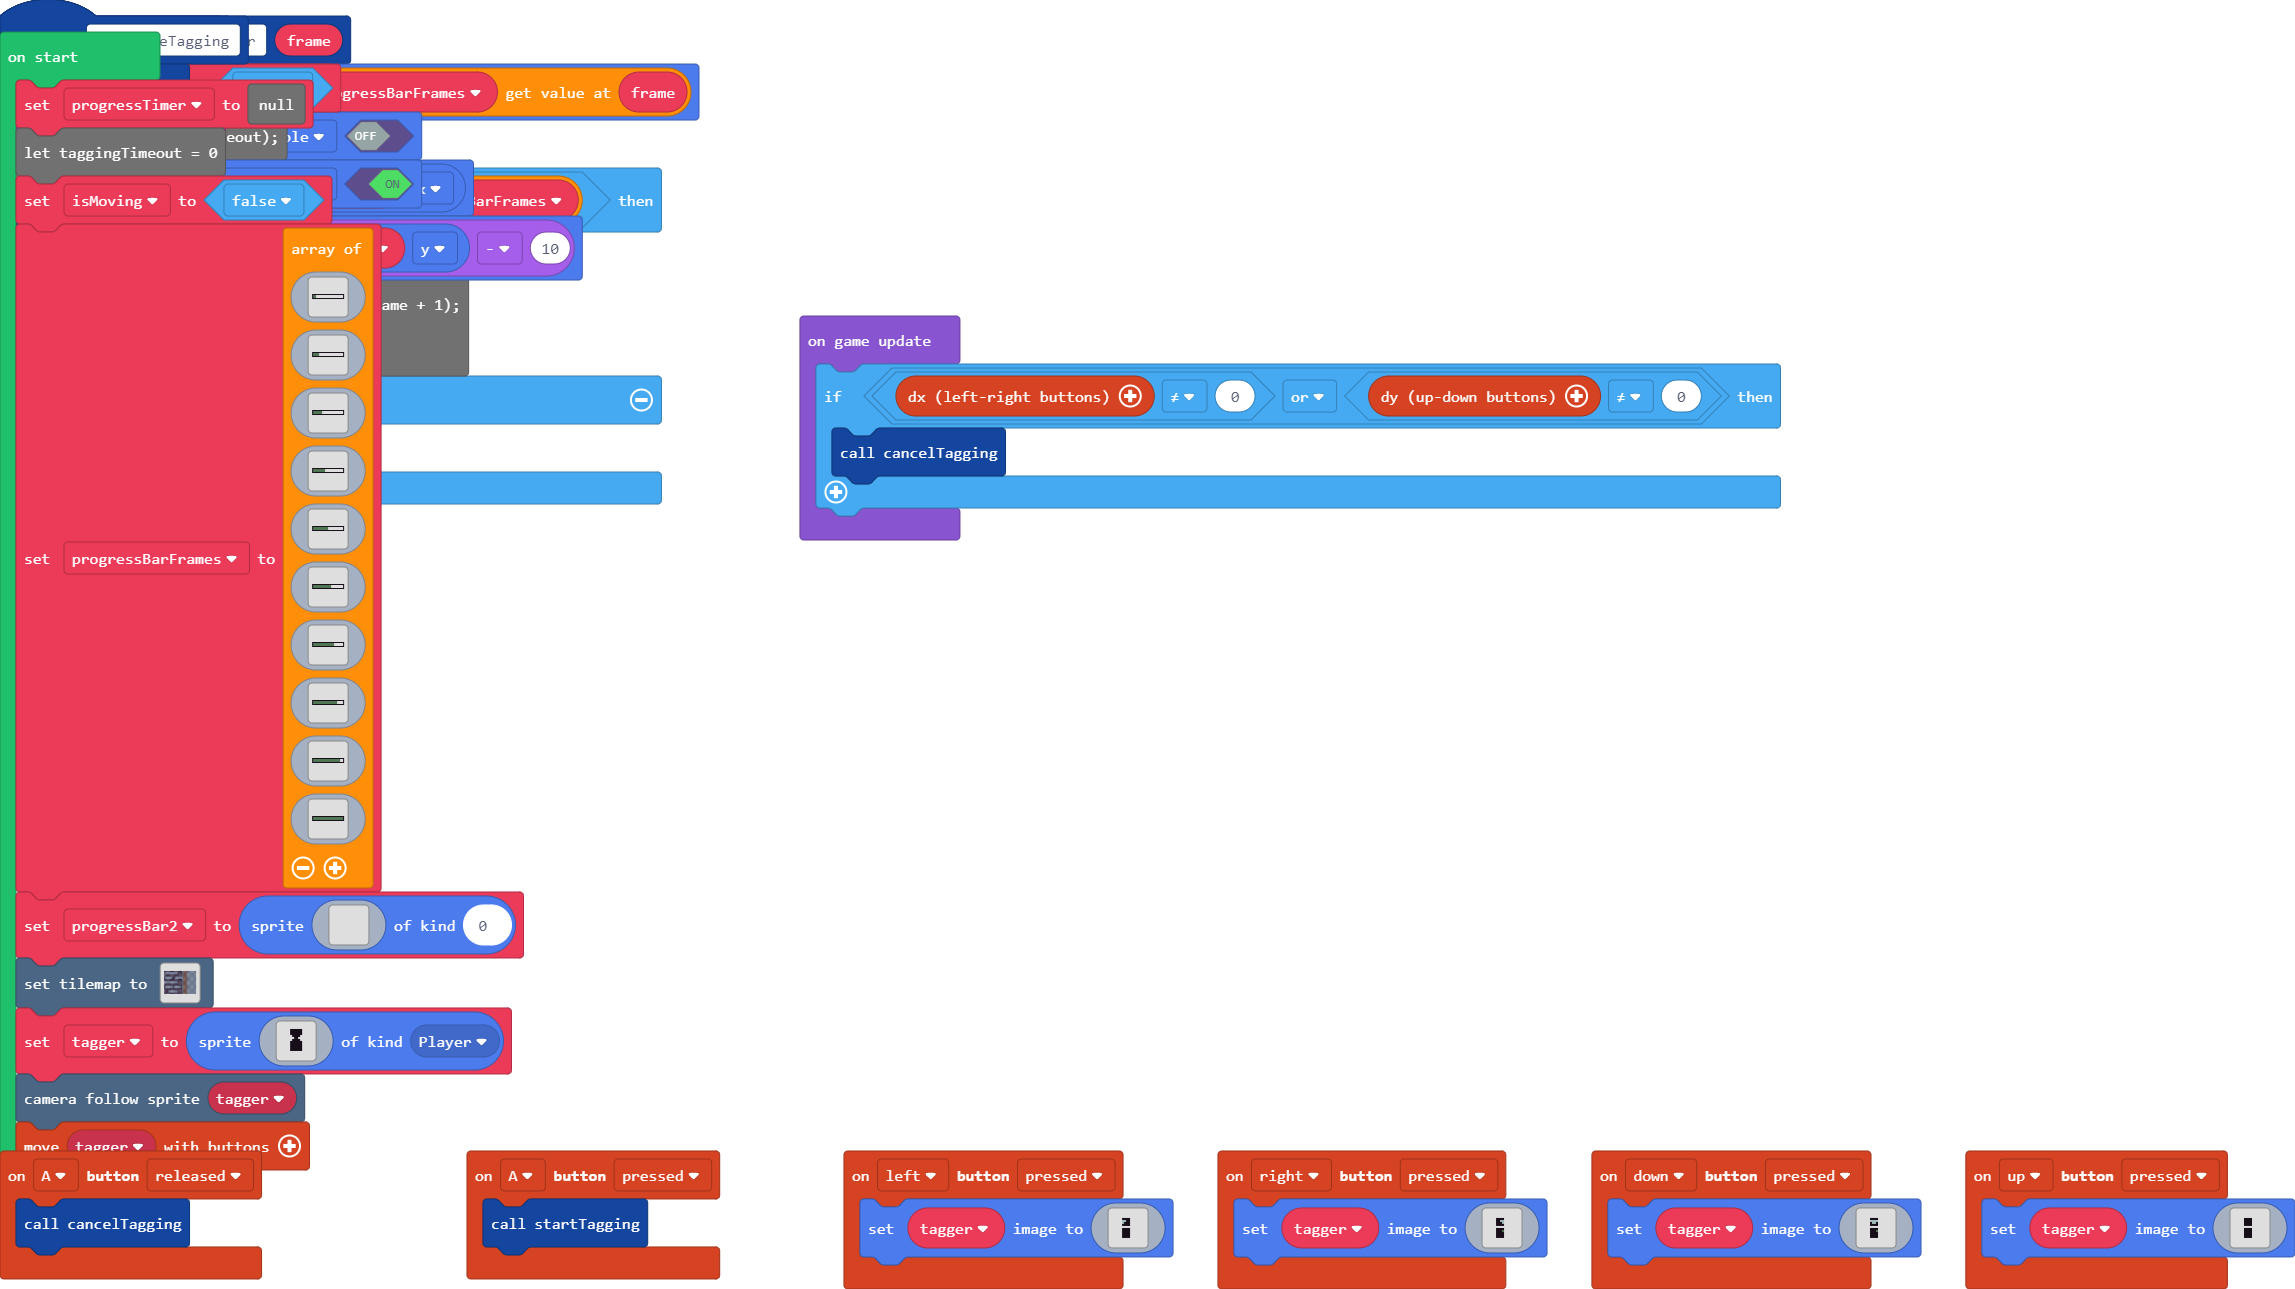 eTagging r frame
on start
gressBarFrames get value at frame
set progressTimer to null
eout); ble OFF
let taggingTimeout = 0
x ON
set isMoving to false
arFrames then
array of
y - 10
ame + 1);
on game update
if dx (left-right buttons) ≠ 0 or dy (up-down buttons) ≠ 0 then
call cancelTagging
set progressBarFrames to
set progressBar2 to sprite of kind 0
set tilemap to
set tagger to sprite of kind Player
camera follow sprite tagger
move tagger with buttons
on A button released
call cancelTagging
on A button pressed
call startTagging
on left button pressed
set tagger image to
on right button pressed
set tagger image to
on down button pressed
set tagger image to
on up button pressed
set tagger image to